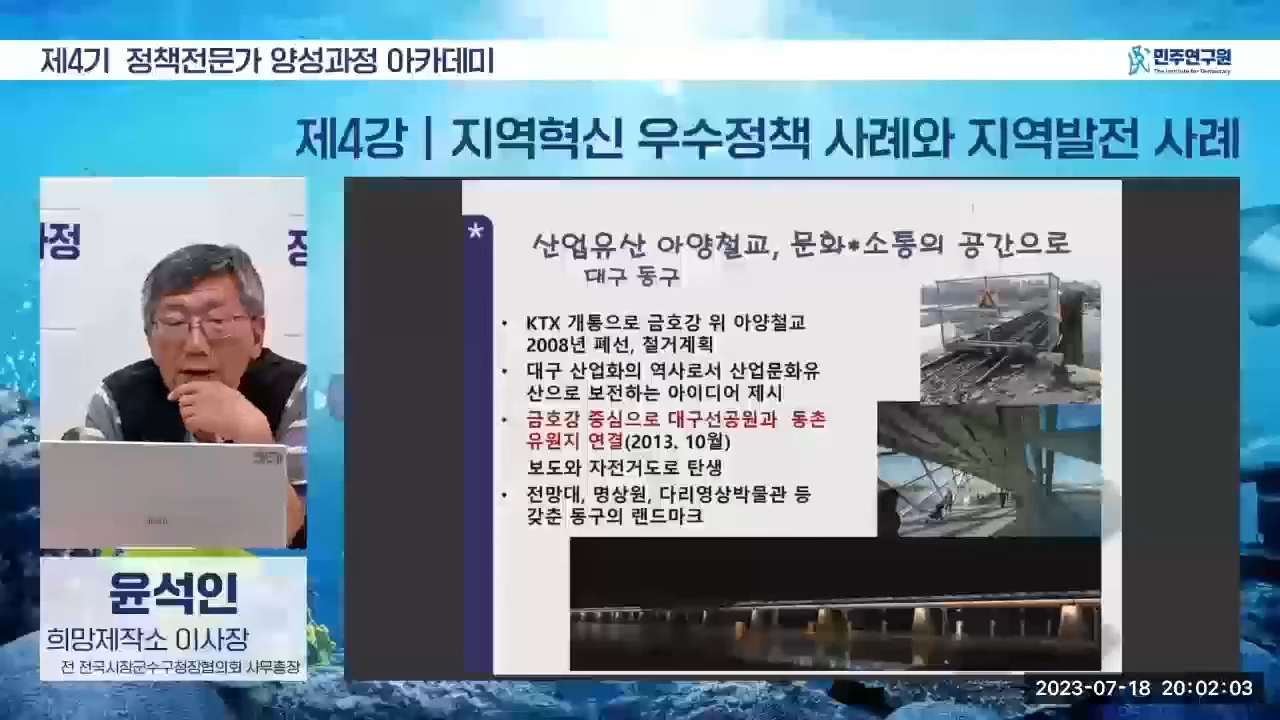 제4기 정책전문가 양성과정 아카데미
민주연구원
The Institute for Democracy
제4강 | 지역혁신 우수정책 사례와 지역발전 사례
정
*
산업유산 아양철교, 문화*소통의 공간으로
대구 동구
• KTX 개통으로 금호강 위 아양철교
2008년 폐선, 철거계획
• 대구 산업화의 역사로서 산업문화유
산으로 보전하는 아이디어 제시
• 금호강 중심으로 대구선공원과 동촌
유원지 연결(2013. 10월)
보도와 자전거도로 탄생
• 전망대, 명상원, 다리영상박물관 등
갖춘 동구의 랜드마크
윤석인
희망제작소 이사장
전 전국시장군수구청장협의회 사무총장
2023-07-18 20:02:03